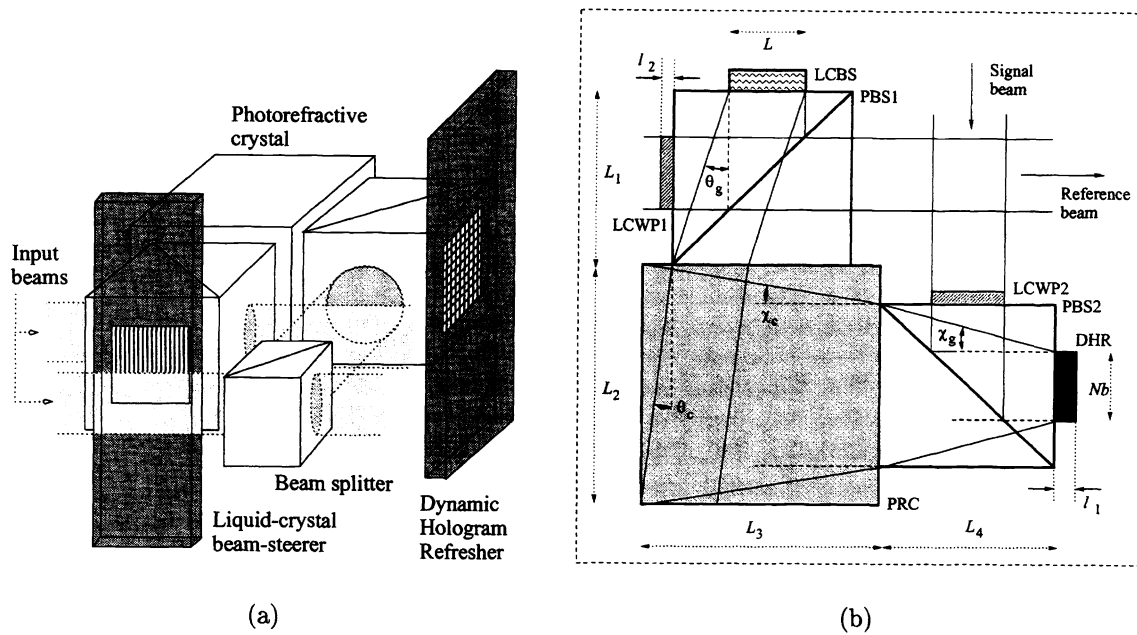 (a)
Photorefractive
crystal
Input
beams
Beam splitter
Liquid-crystal
beam-steerer
Dynamic
Hologram
Refresher
(b)
L
l₂
LCBS
PBS1
Signal
beam
L₁
θg
Reference
beam
LCWP1
LCWP2
χc
PBS2
χg
DHR
L₂
Nb
θc
PRC
l₁
L₃
L₄
(a)
(b)